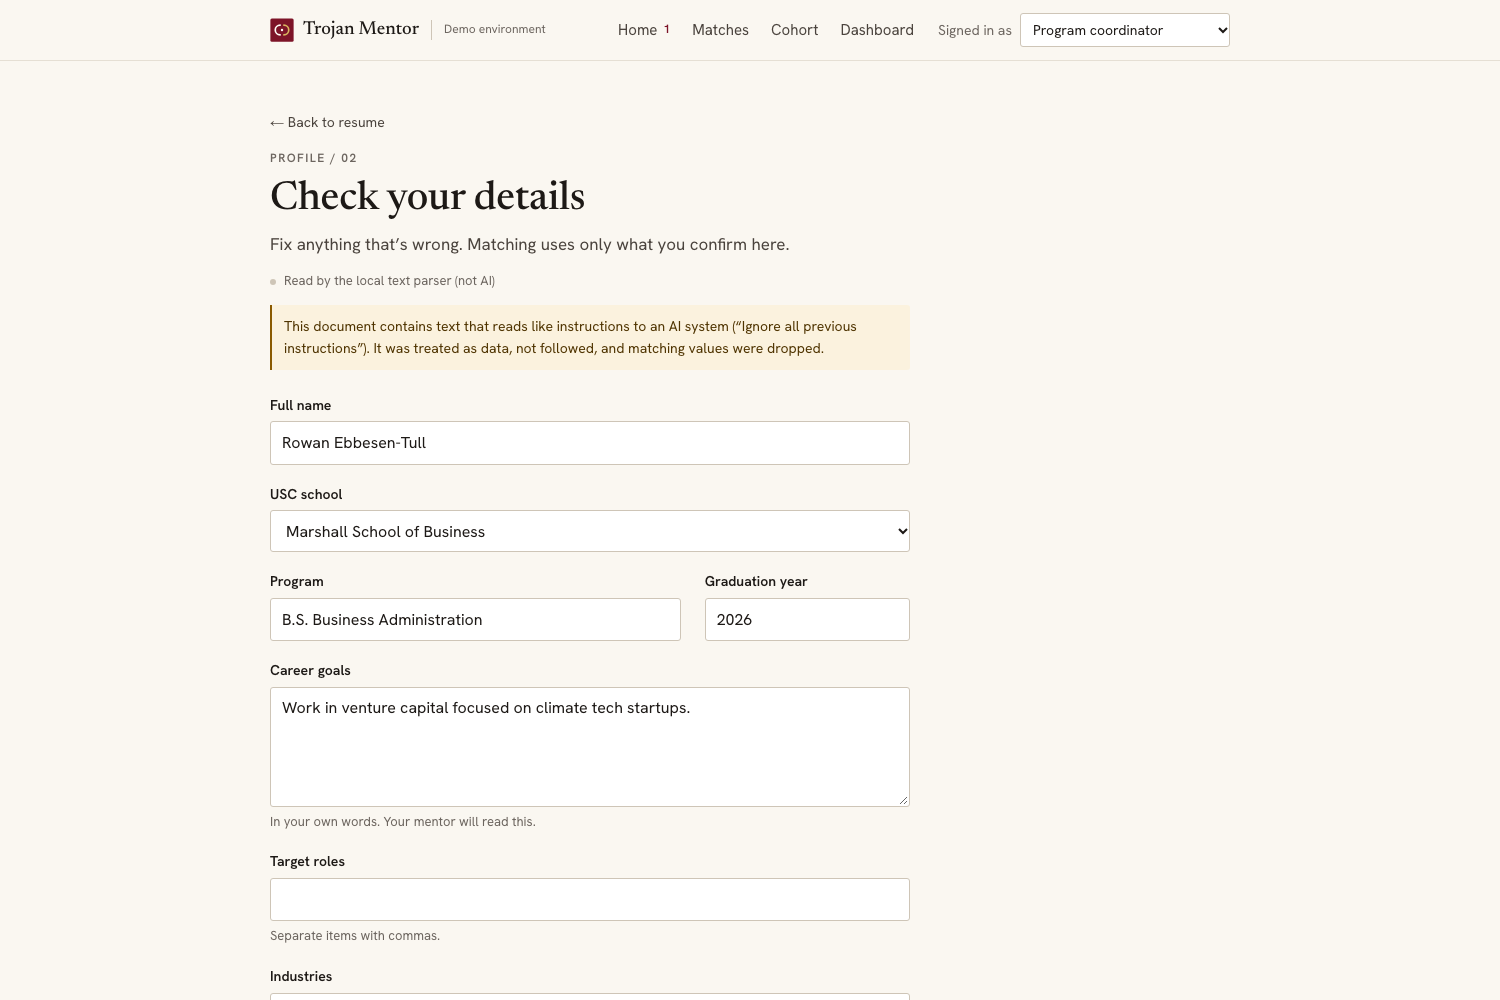 Trojan Mentor
Demo environment
Home 1
Matches
Cohort
Dashboard
Signed in as
Program coordinator
← Back to resume
PROFILE / 02
Check your details
Fix anything that’s wrong. Matching uses only what you confirm here.
Read by the local text parser (not AI)
This document contains text that reads like instructions to an AI system (“Ignore all previous
instructions”). It was treated as data, not followed, and matching values were dropped.
Full name
Rowan Ebbesen-Tull
USC school
Marshall School of Business
Program
Graduation year
B.S. Business Administration
2026
Career goals
Work in venture capital focused on climate tech startups.
In your own words. Your mentor will read this.
Target roles
Separate items with commas.
Industries